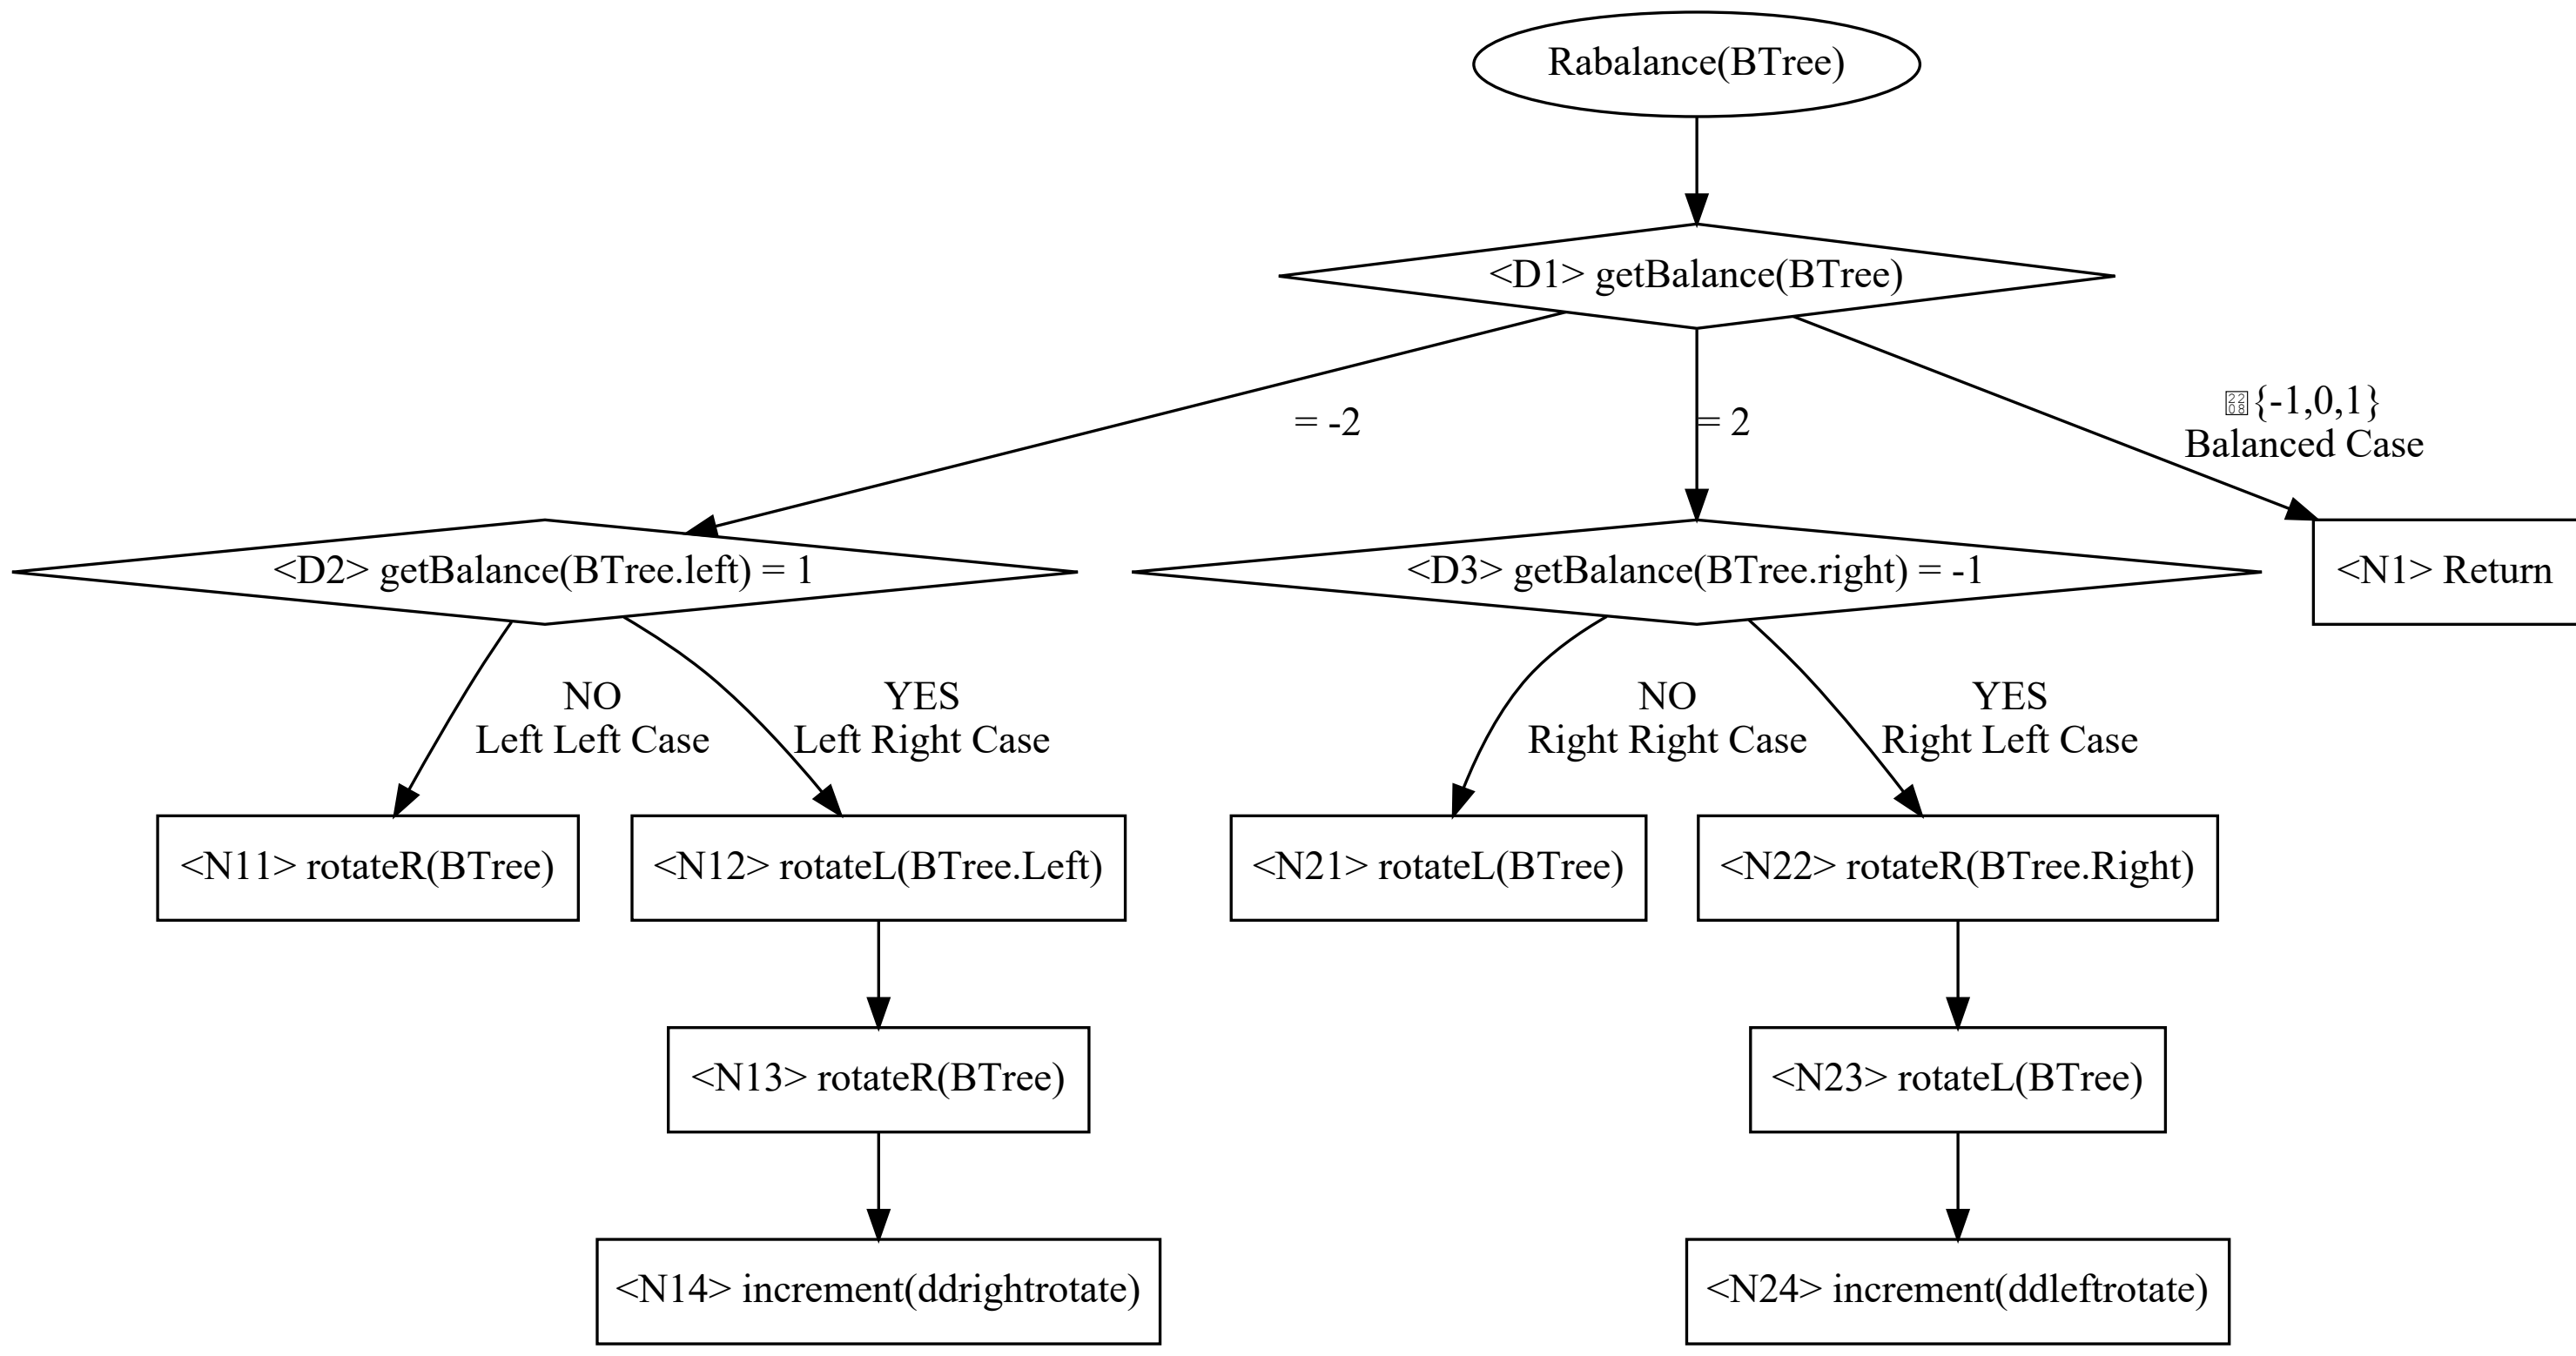 Rabalance(BTree)
<D1> getBalance(BTree)
= -2
= 2
{-1,0,1}
Balanced Case
<D2> getBalance(BTree.left) = 1
<D3> getBalance(BTree.right) = -1
<N1> Return
NO
Left Left Case
YES
Left Right Case
NO
Right Right Case
YES
Right Left Case
<N11> rotateR(BTree)
<N12> rotateL(BTree.Left)
<N21> rotateL(BTree)
<N22> rotateR(BTree.Right)
<N13> rotateR(BTree)
<N23> rotateL(BTree)
<N14> increment(ddrightrotate)
<N24> increment(ddleftrotate)